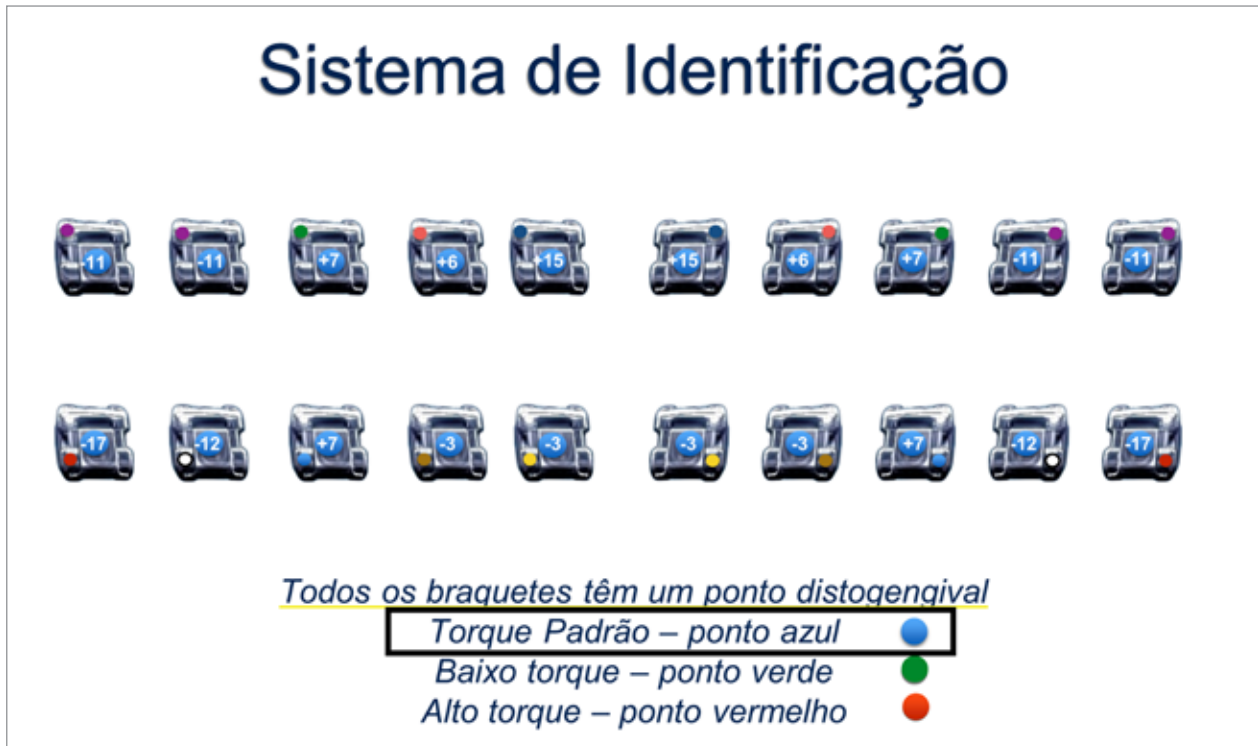 Sistema de Identificação
-11 -11 +7 +6 +15 +15 +6 +7 -11 -11
-17 -12 +7 -3 -3 -3 -3 +7 -12 -17
Todos os braquetes têm um ponto distogengival
Torque Padrão – ponto azul
Baixo torque – ponto verde
Alto torque – ponto vermelho